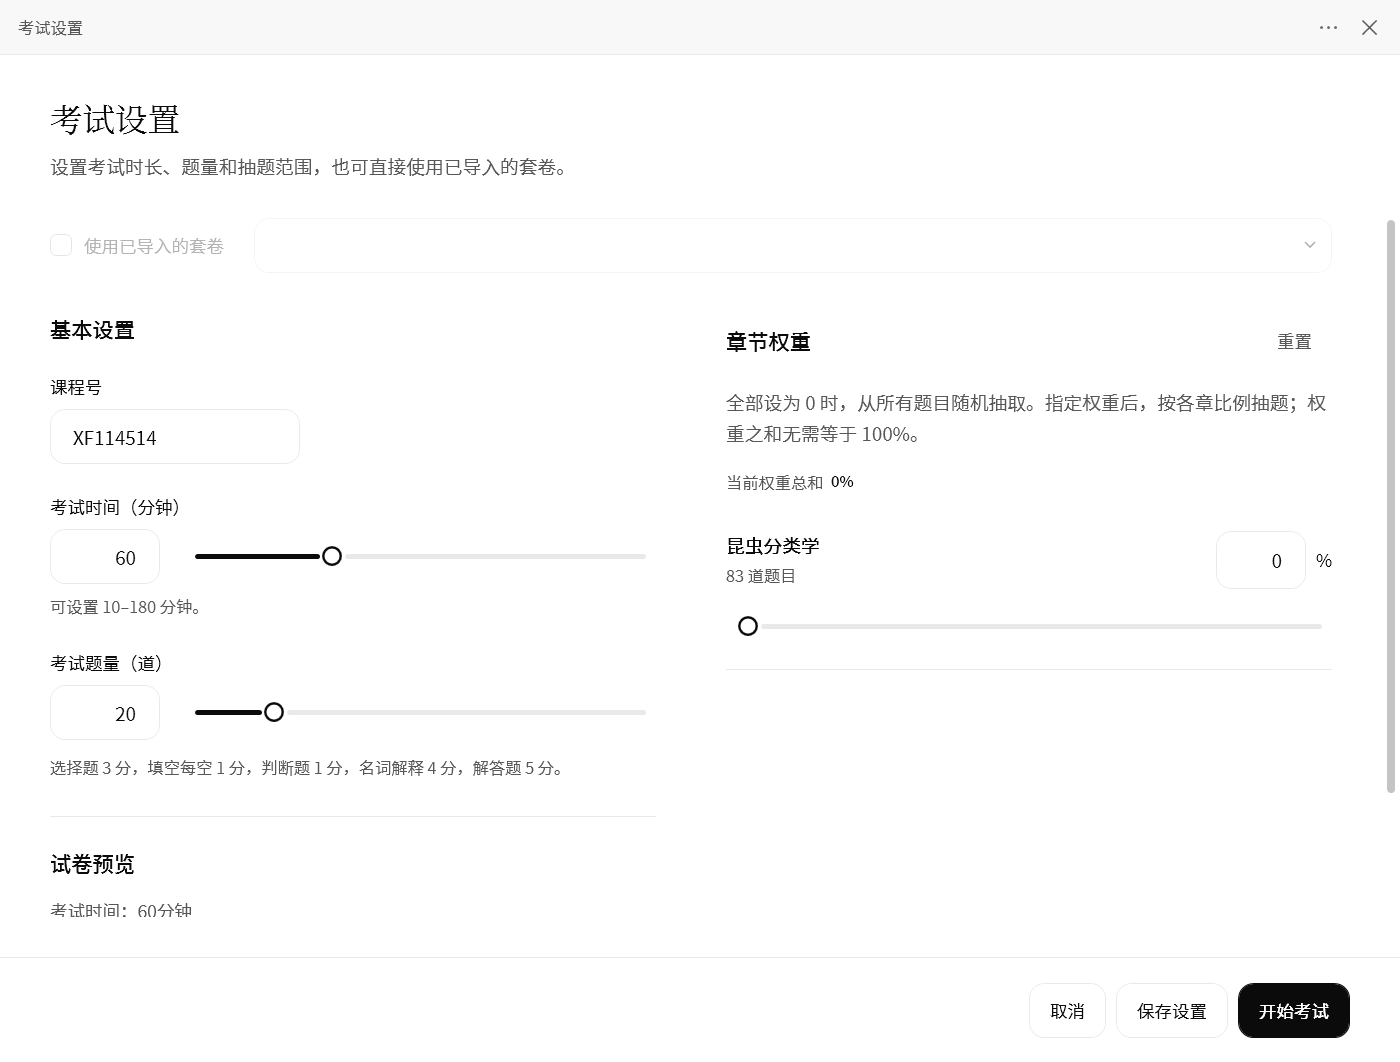 考试设置
考试设置
设置考试时长、题量和抽题范围，也可直接使用已导入的套卷。
使用已导入的套卷
基本设置
课程号
XF114514
考试时间（分钟）
60
可设置 10–180 分钟。
考试题量（道）
20
选择题 3 分，填空每空 1 分，判断题 1 分，名词解释 4 分，解答题 5 分。
试卷预览
考试时间：60分钟
章节权重
重置
全部设为 0 时，从所有题目随机抽取。指定权重后，按各章比例抽题；权
重之和无需等于 100%。
当前权重总和 0%
昆虫分类学
83 道题目
0 %
取消
保存设置
开始考试